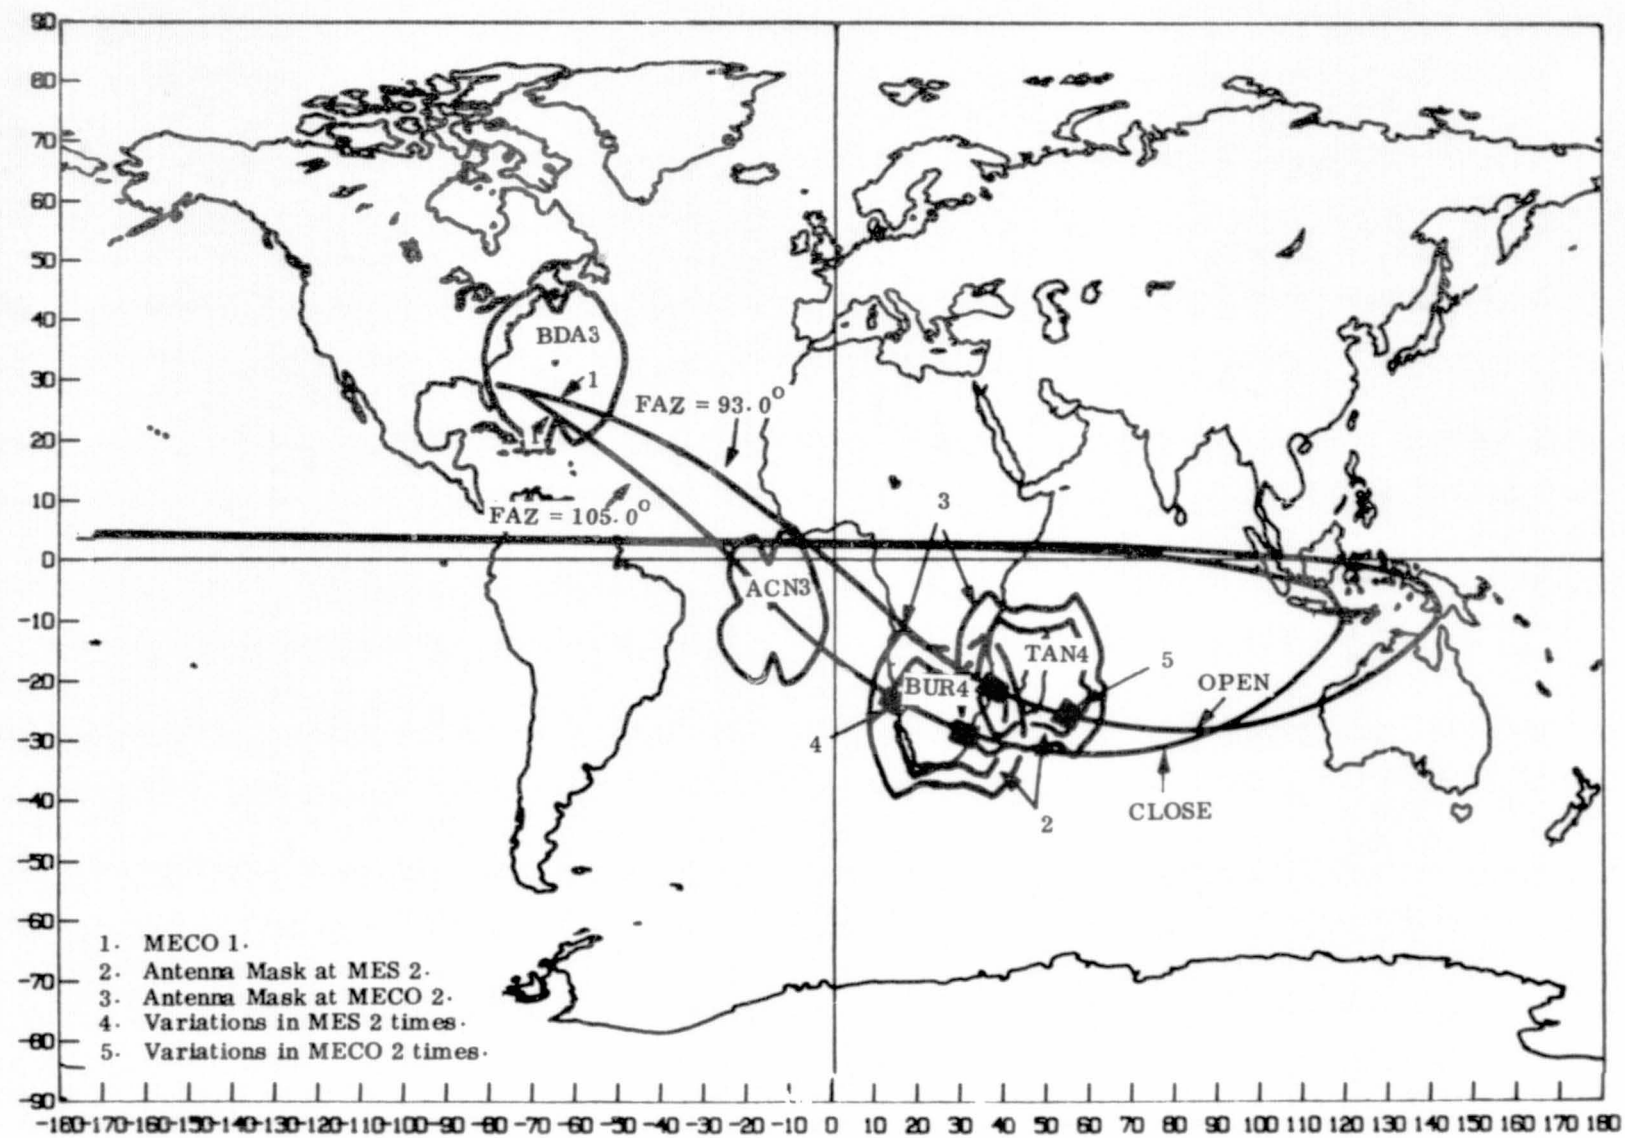 90
80
70
60
50
40
30
20
10
0
-10
-20
-30
-40
-50
-60
-70
-80
-90
BDA3
1
FAZ = 93.0°
1
3
FAZ = 105.0°
ACN3
TAN4
5
BUR4
OPEN
4
CLOSE
2
1. MECO 1.
2. Antenna Mask at MES 2.
3. Antenna Mask at MECO 2.
4. Variations in MES 2 times.
5. Variations in MECO 2 times.
-180 -170 -160 -150 -140 -130 -120 -110 -100 -90 -80 -70 -60 -50 -40 -30 -20 -10 0 10 20 30 40 50 60 70 80 90 100 110 120 130 140 150 160 170 180